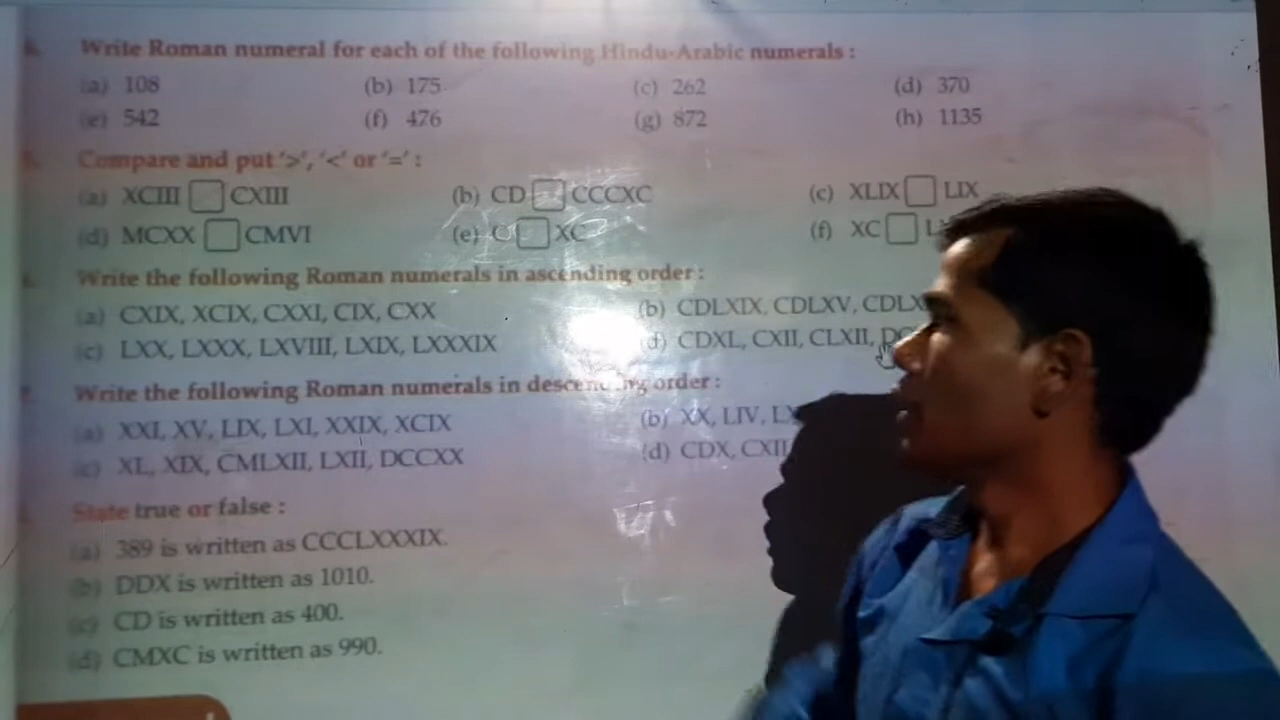 Write Roman numeral for each of the following Hindu-Arabic numerals :
(a) 108 (b) 175 (c) 262 (d) 370
(e) 542 (f) 476 (g) 872 (h) 1135
Compare and put '>', '<' or '=' :
(a) XCIII CXIII (b) CD CCCXC (c) XLIX LIX
(d) MCXX CMVI (e) XC (f) XC
Write the following Roman numerals in ascending order :
(a) CXIX, XCIX, CXXI, CIX, CXX (b) CDLXIX, CDLXV,
(c) LXX, LXXX, LXVIII, LXIX, LXXXIX (d) CDXL, CXII, CLXII,
Write the following Roman numerals in descending order :
(a) XXI, XV, LIX, LXI, XXIX, XCIX (b) XX, LIV,
(c) XL, XIX, CMLXII, LXII, DCCXX (d) CDX,
State true or false :
(a) 389 is written as CCCLXXXIX.
(b) DDX is written as 1010.
(c) CD is written as 400.
(d) CMXC is written as 990.